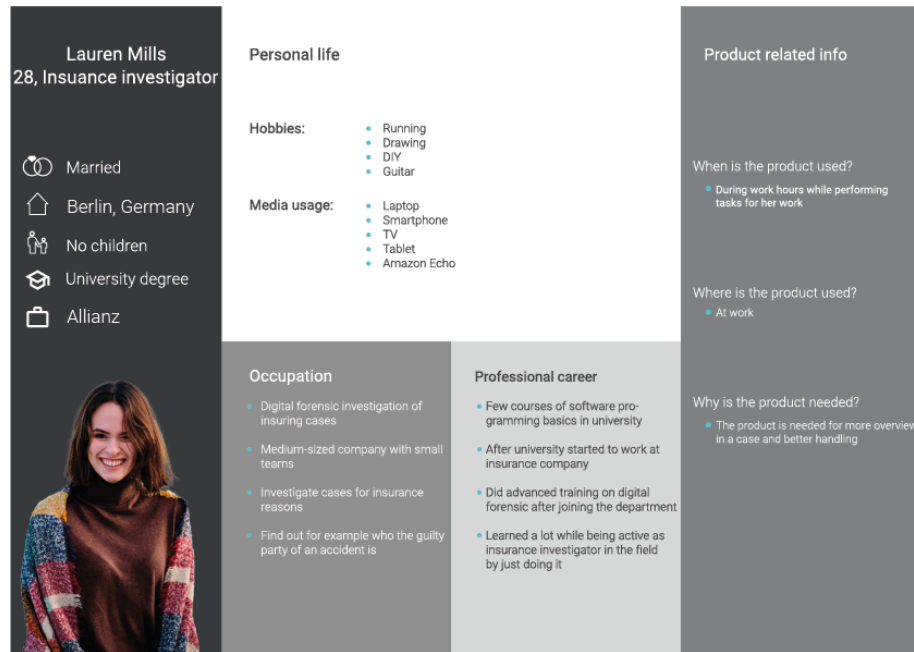 Lauren Mills
28, Insuance investigator
Married
Berlin, Germany
No children
University degree
Allianz
Personal life
Hobbies:
Running
Drawing
DIY
Guitar
Media usage:
Laptop
Smartphone
TV
Tablet
Amazon Echo
Occupation
Digital forensic investigation of
insuring cases
Medium-sized company with small
teams
Investigate cases for insurance
reasons
Find out for example who the guilty
party of an accident is
Professional career
Few courses of software pro-
gramming basics in university
After university started to work at
insurance company
Did advanced training on digital
forensic after joining the department
Learned a lot while being active as
insurance investigator in the field
by just doing it
Product related info
When is the product used?
During work hours while performing
tasks for her work
Where is the product used?
At work
Why is the product needed?
The product is needed for more overview
in a case and better handling